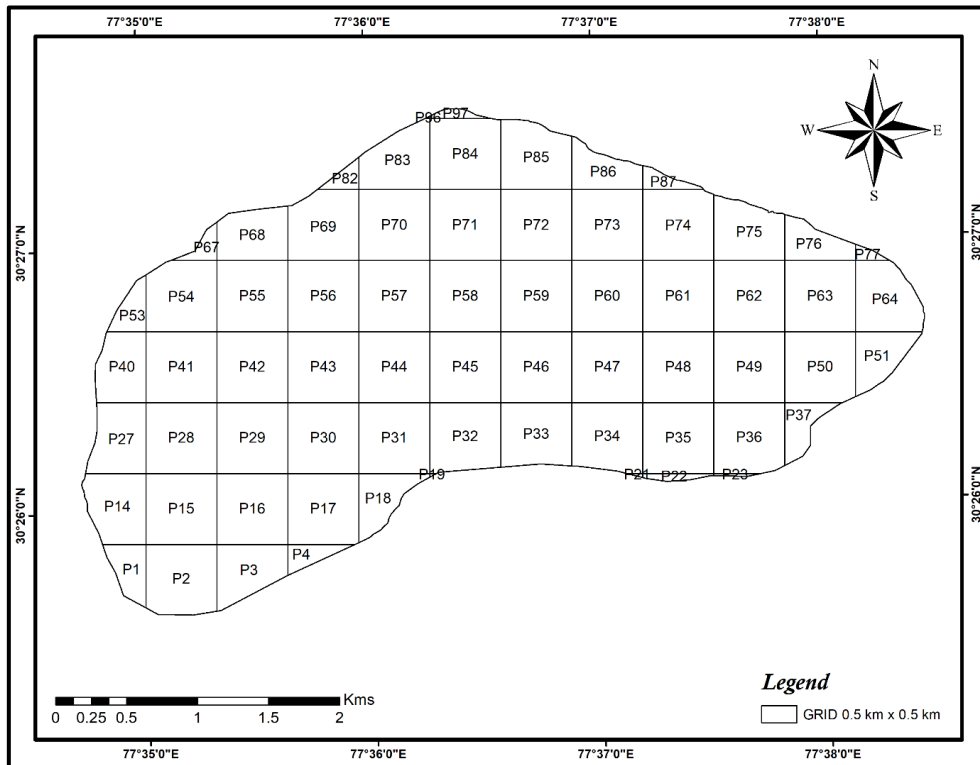 77°35'0"E 77°36'0"E 77°37'0"E 77°38'0"E
N
W E
S
P96 P97
P82 P83 P84 P85 P86 P87
P67 P68 P69 P70 P71 P72 P73 P74 P75 P76 P77
30°27'0"N 30°27'0"N
P53 P54 P55 P56 P57 P58 P59 P60 P61 P62 P63 P64
P40 P41 P42 P43 P44 P45 P46 P47 P48 P49 P50 P51
P27 P28 P29 P30 P31 P32 P33 P34 P35 P36 P37
30°26'0"N 30°26'0"N
P14 P15 P16 P17 P18 P19 P21 P22 P23
P1 P2 P3 P4
Kms
0 0.25 0.5 1 1.5 2
Legend
GRID 0.5 km x 0.5 km
77°35'0"E 77°36'0"E 77°37'0"E 77°38'0"E